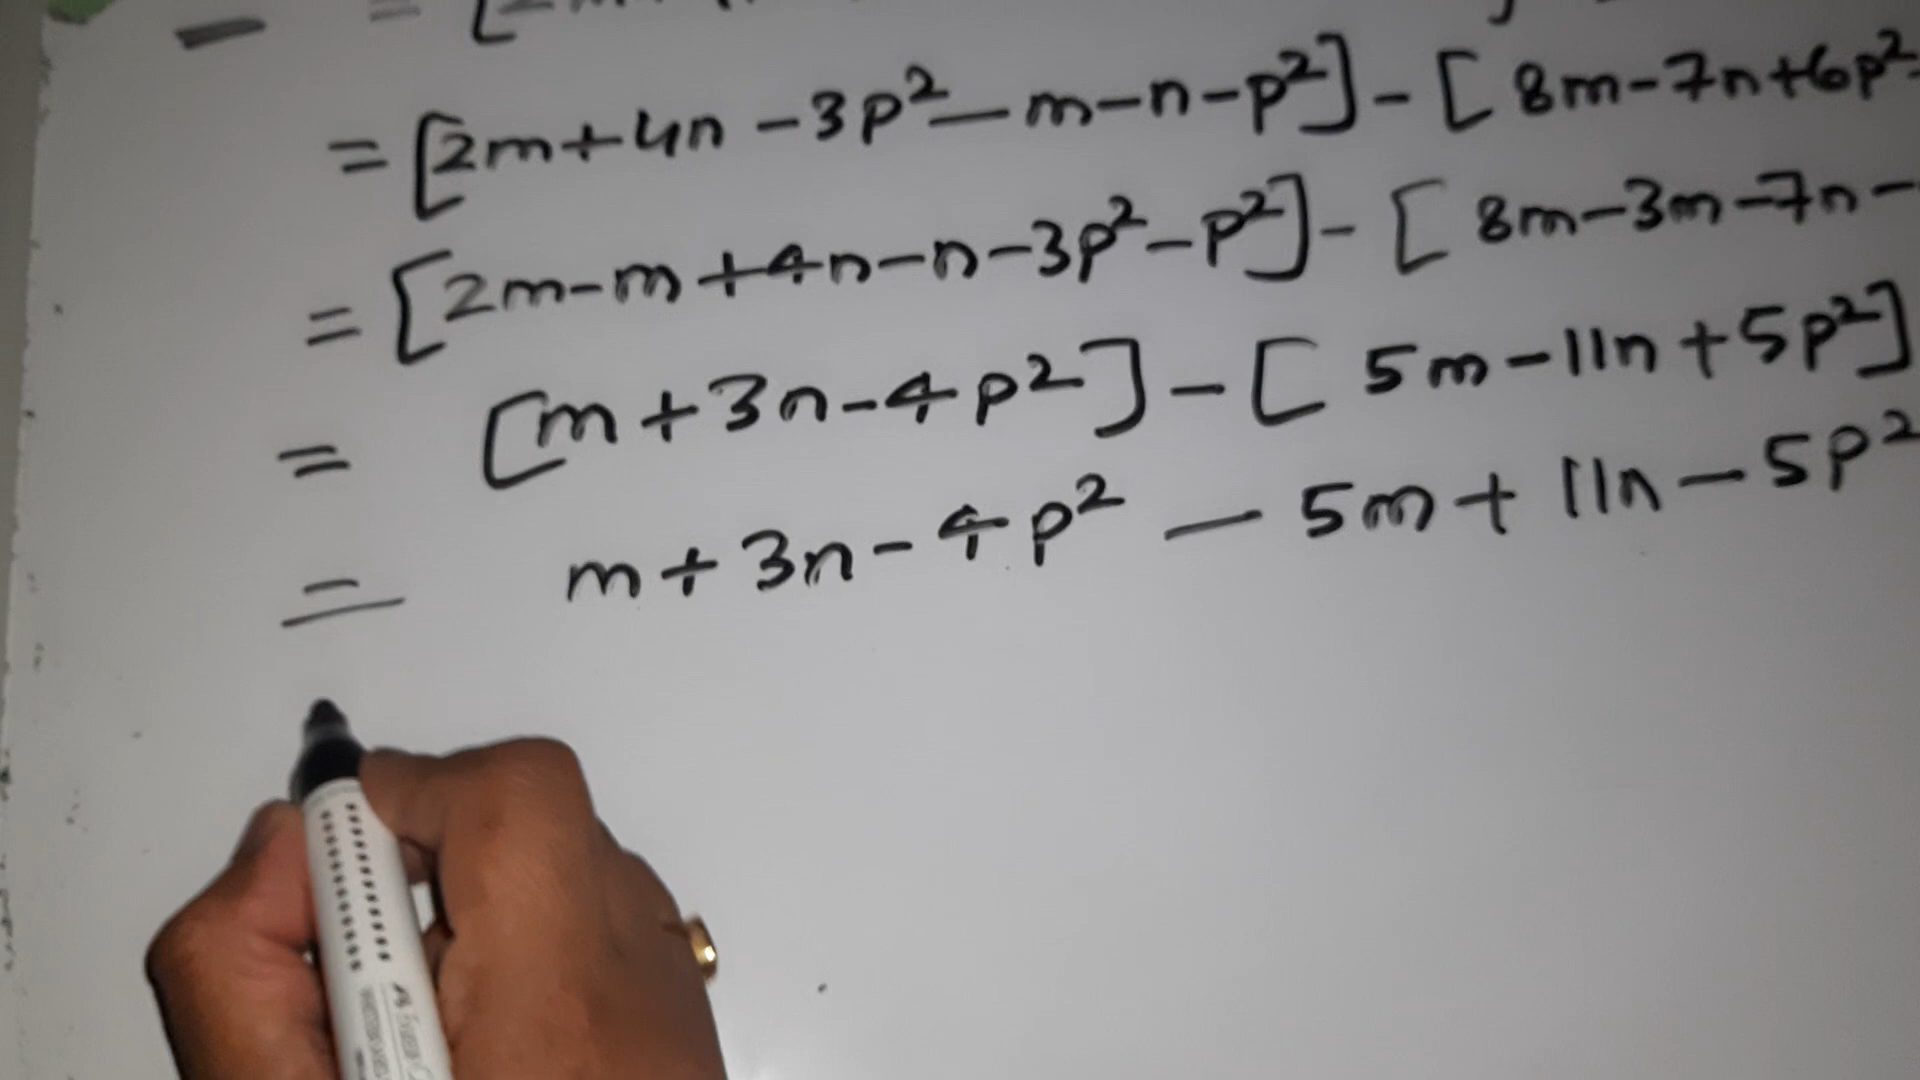 = [2m+4n-3p²-m-n-p²]-[8m-7n+6p²-
= [2m-m+4n-n-3p²-p²]-[8m-3m-7n-
= [m+3n-4p²]-[5m-11n+5p²]
= m+3n-4p²-5m+11n-5p²